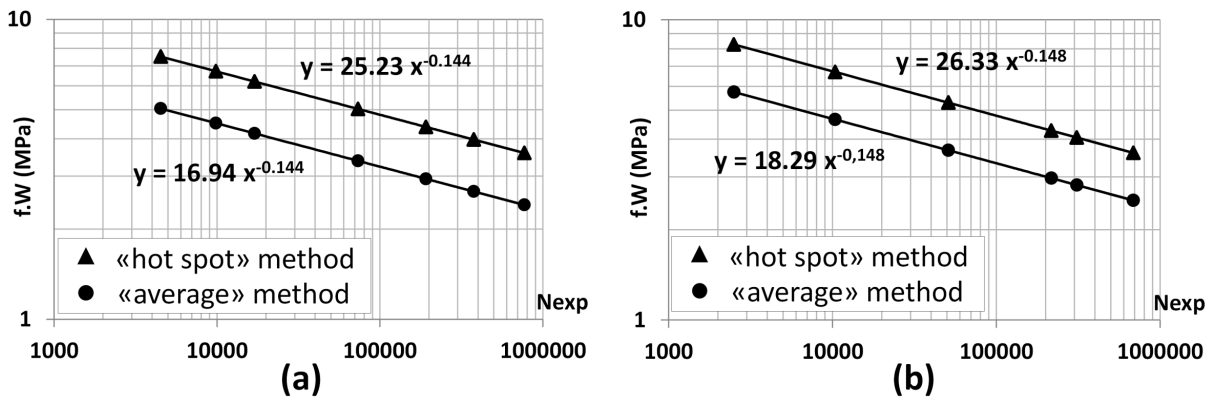 10
f.W (MPa)
y = 25.23 x-0.144
y = 16.94 x-0.144
«hot spot» method
«average» method
Nexp
1
1000 10000 100000 1000000
(a)
10
f.W (MPa)
y = 26.33 x-0.148
y = 18.29 x-0,148
«hot spot» method
«average» method
Nexp
1
1000 10000 100000 1000000
(b)